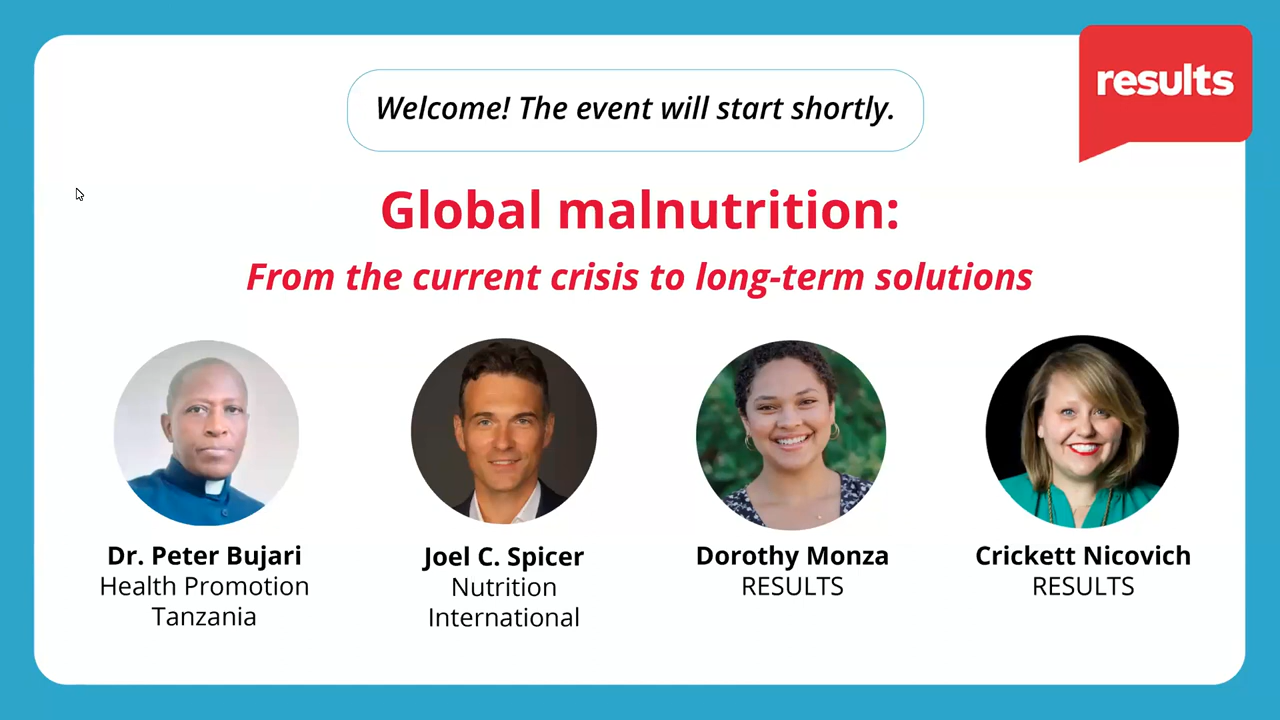 results
Welcome! The event will start shortly.
Global malnutrition:
From the current crisis to long-term solutions
Dr. Peter Bujari
Health Promotion
Tanzania
Joel C. Spicer
Nutrition
International
Dorothy Monza
RESULTS
Crickett Nicovich
RESULTS